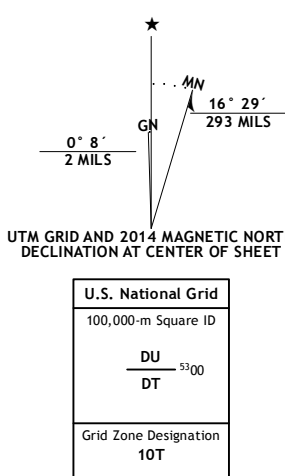 ★
MN
16° 29´
293 MILS
GN
0° 8´
2 MILS
UTM GRID AND 2014 MAGNETIC NORT
DECLINATION AT CENTER OF SHEET
U.S. National Grid
100,000-m Square ID
DU
5300
DT
Grid Zone Designation
10T